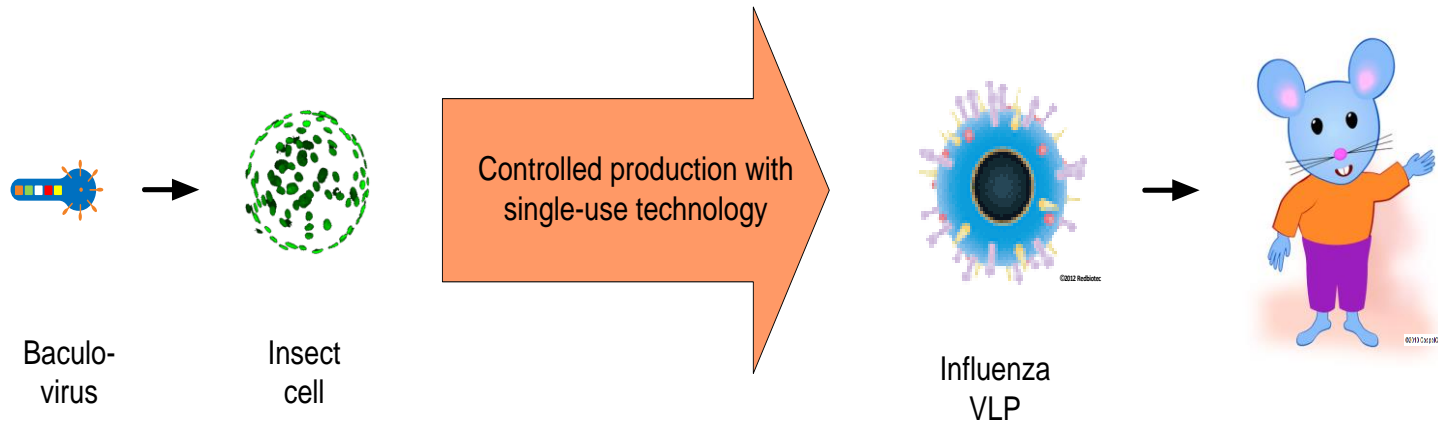 Controlled production with
single-use technology
©2012 Redbiotec
Baculo-
virus
Insect
cell
Influenza
VLP